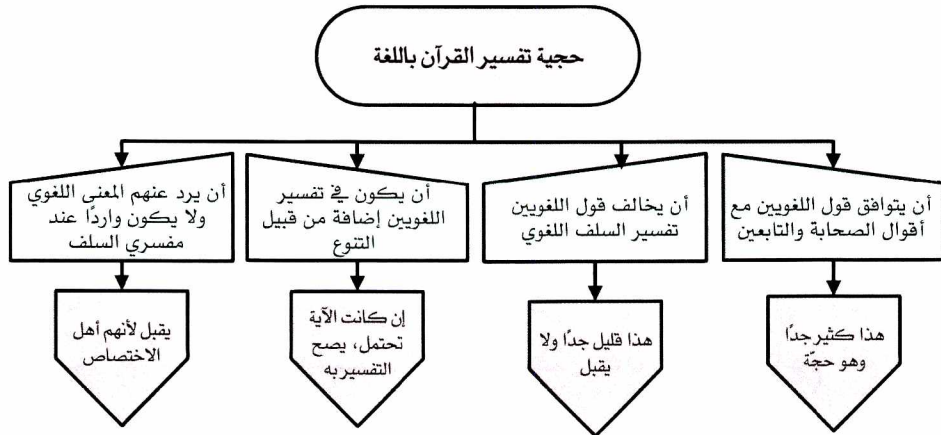 حجية تفسير القرآن باللغة
أن يتوافق قول اللغويين مع
أقوال الصحابة والتابعين
أن يخالف قول اللغويين
تفسير السلف اللغوي
أن يكون في تفسير
اللغويين إضافة من قبيل
التنوع
أن يرد عنهم المعنى اللغوي
ولا يكون واردًا عند
مفسري السلف
هذا كثير جدًا
وهو حجّة
هذا قليل جدًا ولا
يقبل
إن كانت الآية
تحتمل، يصح
التفسير به
يقبل لأنهم أهل
الاختصاص